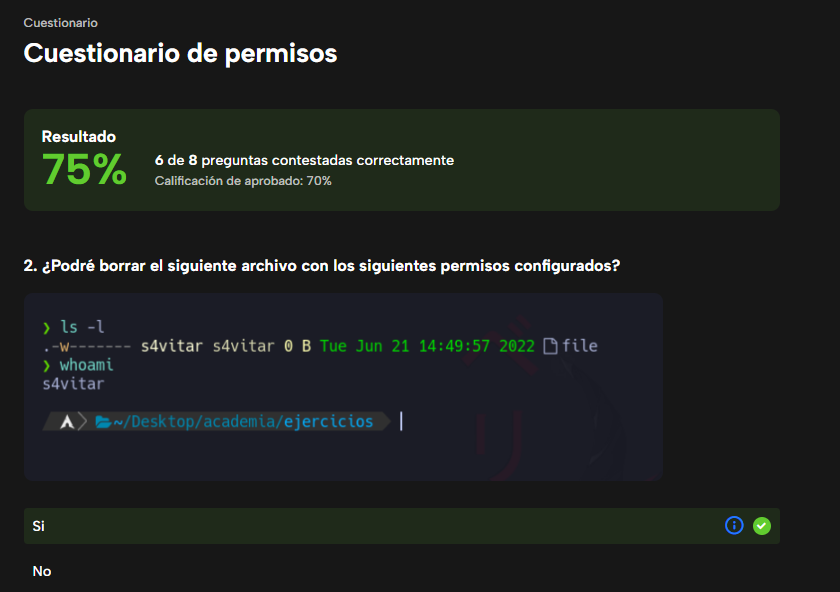 Cuestionario
Cuestionario de permisos
Resultado
75%
6 de 8 preguntas contestadas correctamente
Calificación de aprobado: 70%
2. ¿Podré borrar el siguiente archivo con los siguientes permisos configurados?
❯ ls -l
.-w------- s4vitar s4vitar 0 B Tue Jun 21 14:49:57 2022 file
❯ whoami
s4vitar
~/Desktop/academia/ejercicios
Si
No